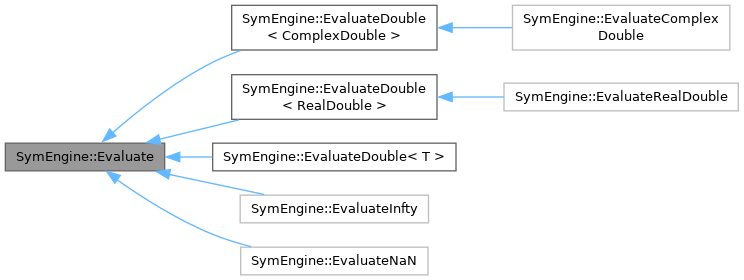 SymEngine::EvaluateDouble
< ComplexDouble >
SymEngine::EvaluateComplex
Double
SymEngine::EvaluateDouble
< RealDouble >
SymEngine::EvaluateRealDouble
SymEngine::Evaluate
SymEngine::EvaluateDouble< T >
SymEngine::EvaluateInfty
SymEngine::EvaluateNaN